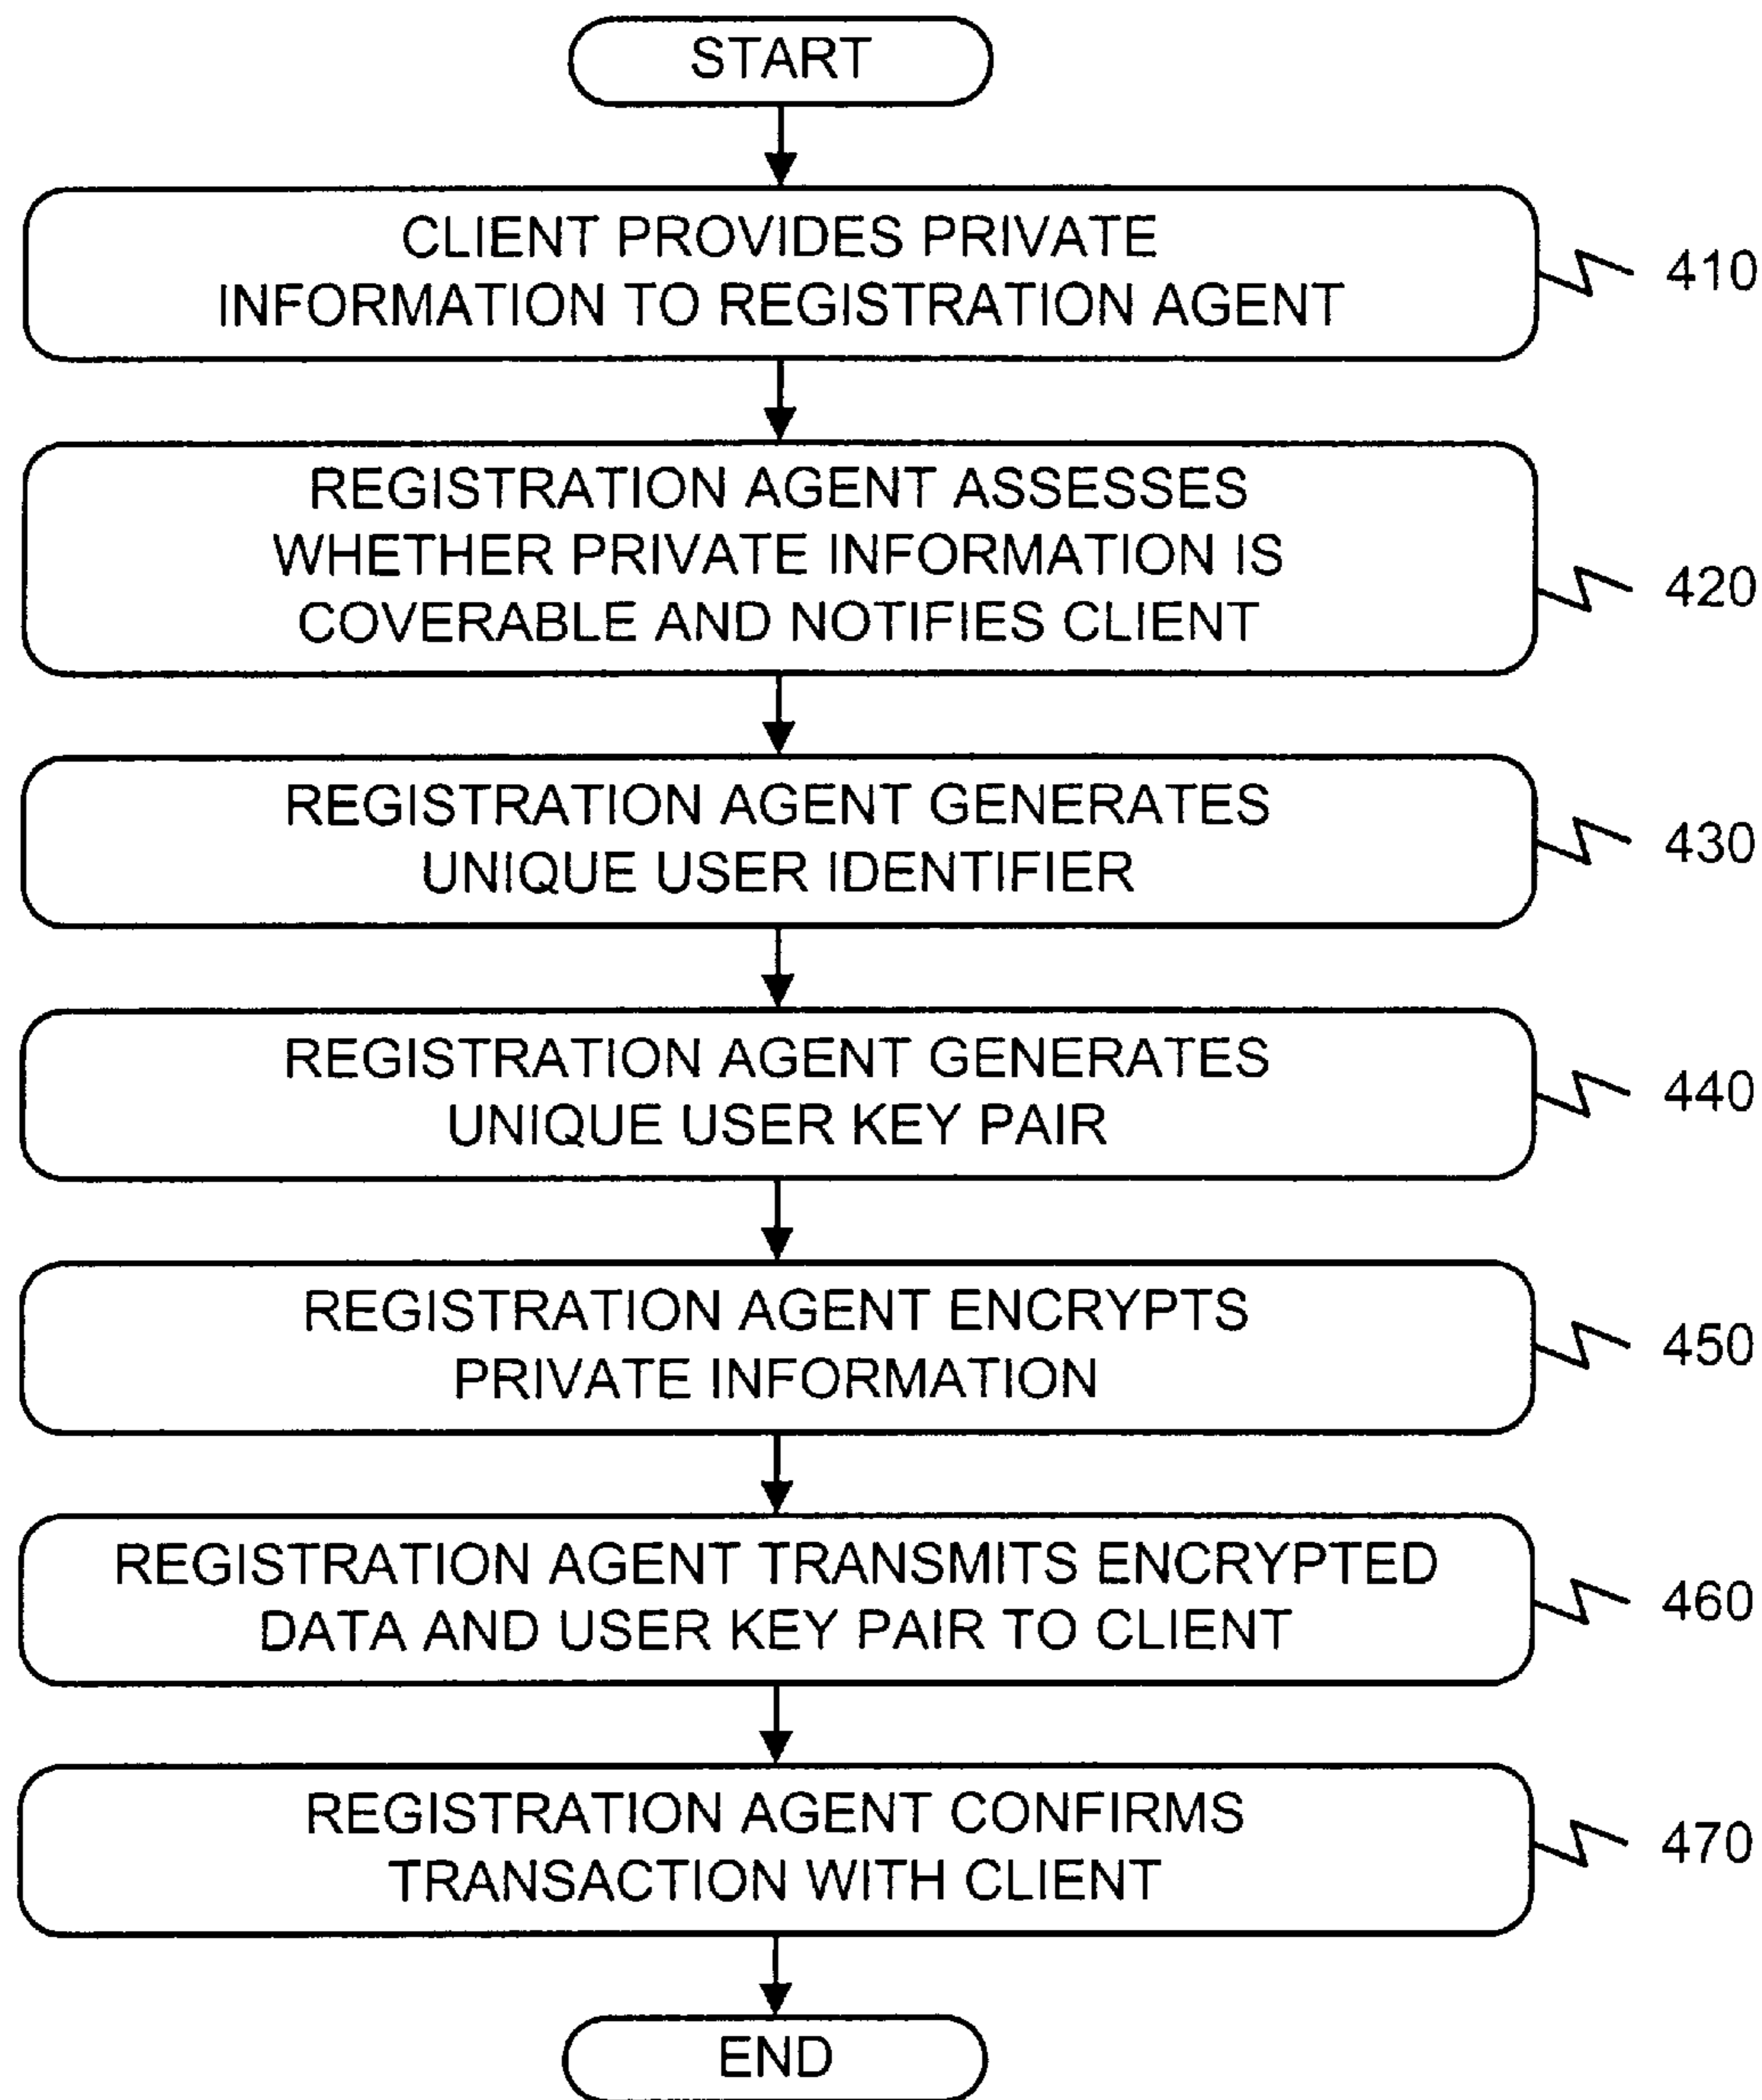 START
CLIENT PROVIDES PRIVATE
INFORMATION TO REGISTRATION AGENT
410
REGISTRATION AGENT ASSESSES
WHETHER PRIVATE INFORMATION IS
COVERABLE AND NOTIFIES CLIENT
420
REGISTRATION AGENT GENERATES
UNIQUE USER IDENTIFIER
430
REGISTRATION AGENT GENERATES
UNIQUE USER KEY PAIR
440
REGISTRATION AGENT ENCRYPTS
PRIVATE INFORMATION
450
REGISTRATION AGENT TRANSMITS ENCRYPTED
DATA AND USER KEY PAIR TO CLIENT
460
REGISTRATION AGENT CONFIRMS
TRANSACTION WITH CLIENT
470
END